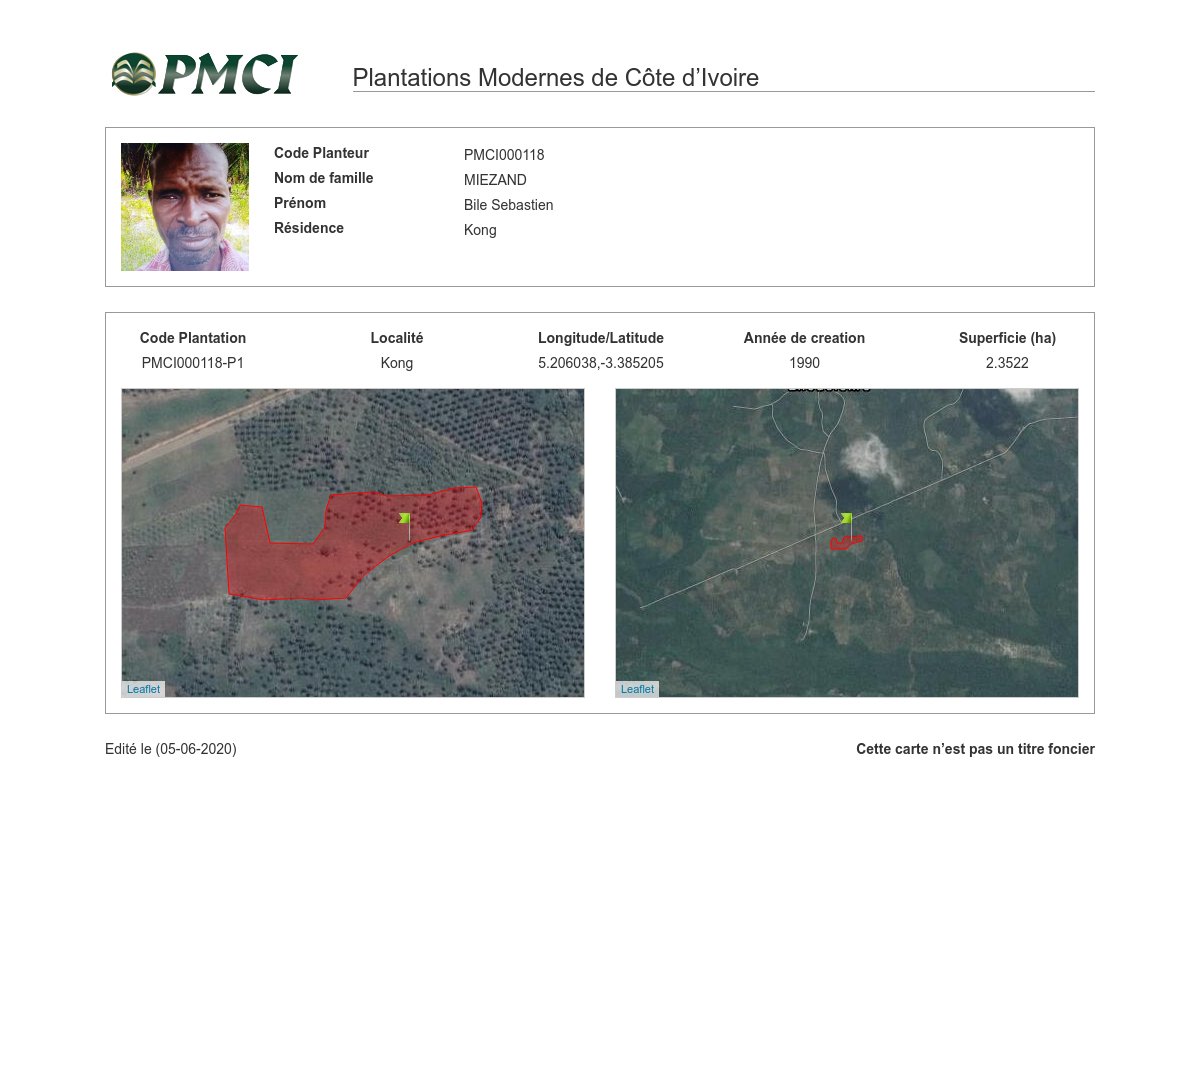 PMCI
Plantations Modernes de Côte d’Ivoire
Code Planteur PMCI000118
Nom de famille MIEZAND
Prénom Bile Sebastien
Résidence Kong
Code Plantation Localité Longitude/Latitude Année de creation Superficie (ha)
PMCI000118-P1 Kong 5.206038,-3.385205 1990 2.3522
Leaflet Leaflet
Edité le (05-06-2020) Cette carte n’est pas un titre foncier